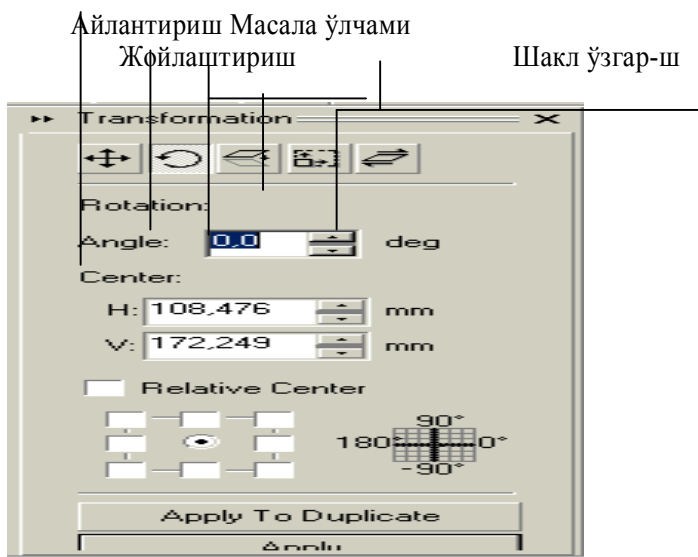 Айлантириш Масала ўлчами
Жойлаштириш Шакл ўзгар-ш
Transformation
Rotation:
Angle: 0,0 deg
Center:
H: 108,476 mm
V: 172,249 mm
Relative Center
90°
180° 0°
-90°
Apply To Duplicate
Apply